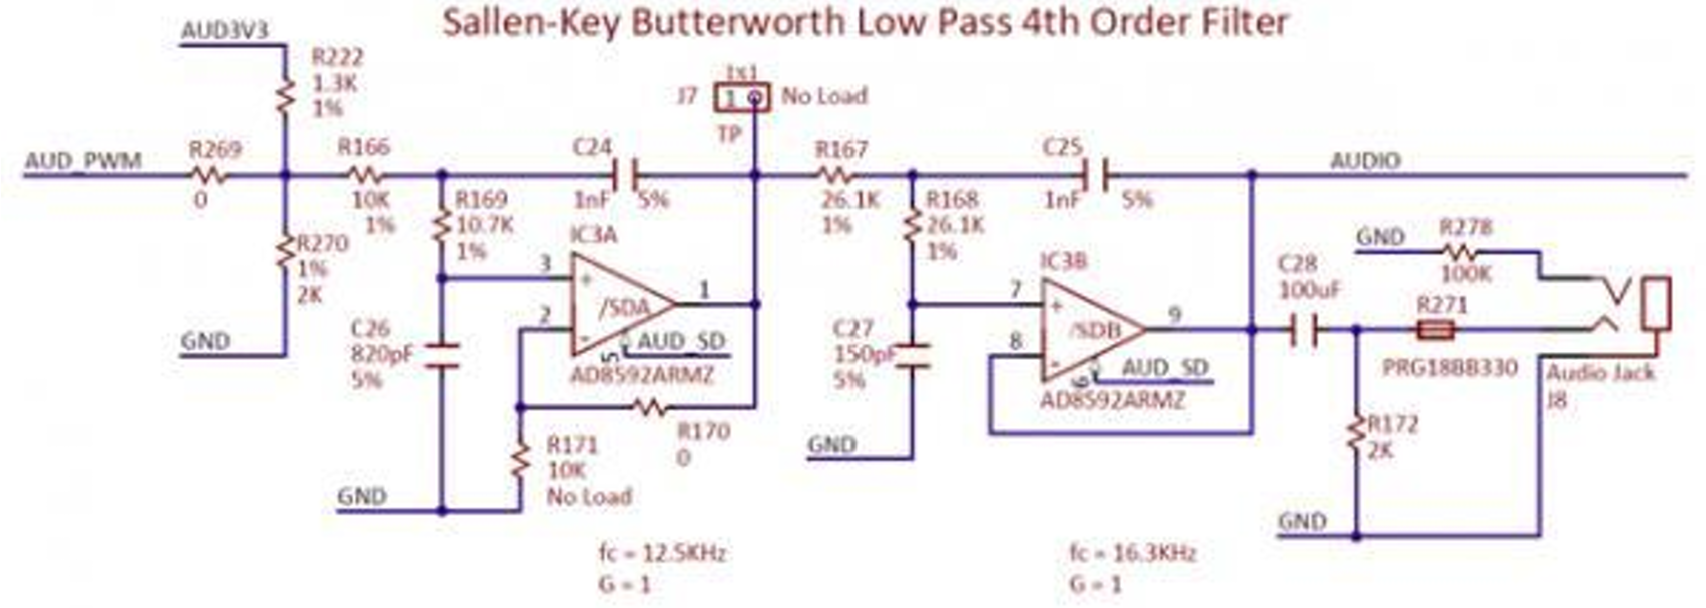 Sallen-Key Butterworth Low Pass 4th Order Filter
AUD3V3
R222
1.3K
1%
1x1
J7
1
No Load
TP
AUD_PWM
R269
0
R166
10K
1%
C24
1nF
5%
R167
26.1K
1%
C25
1nF
5%
AUDIO
R169
10.7K
1%
R168
26.1K
1%
R270
1%
2K
GND
IC3A
3
+
2
-
/SDA
1
5
AUD_SD
AD8592ARMZ
C26
820pF
5%
R170
0
R171
10K
No Load
GND
IC3B
7
+
8
-
/SDB
9
6
AUD_SD
AD8592ARMZ
C27
150pF
5%
GND
GND
R278
100K
C28
100uF
R271
PRG18BB330
Audio Jack
J8
R172
2K
GND
fc = 12.5KHz
G = 1
fc = 16.3KHz
G = 1